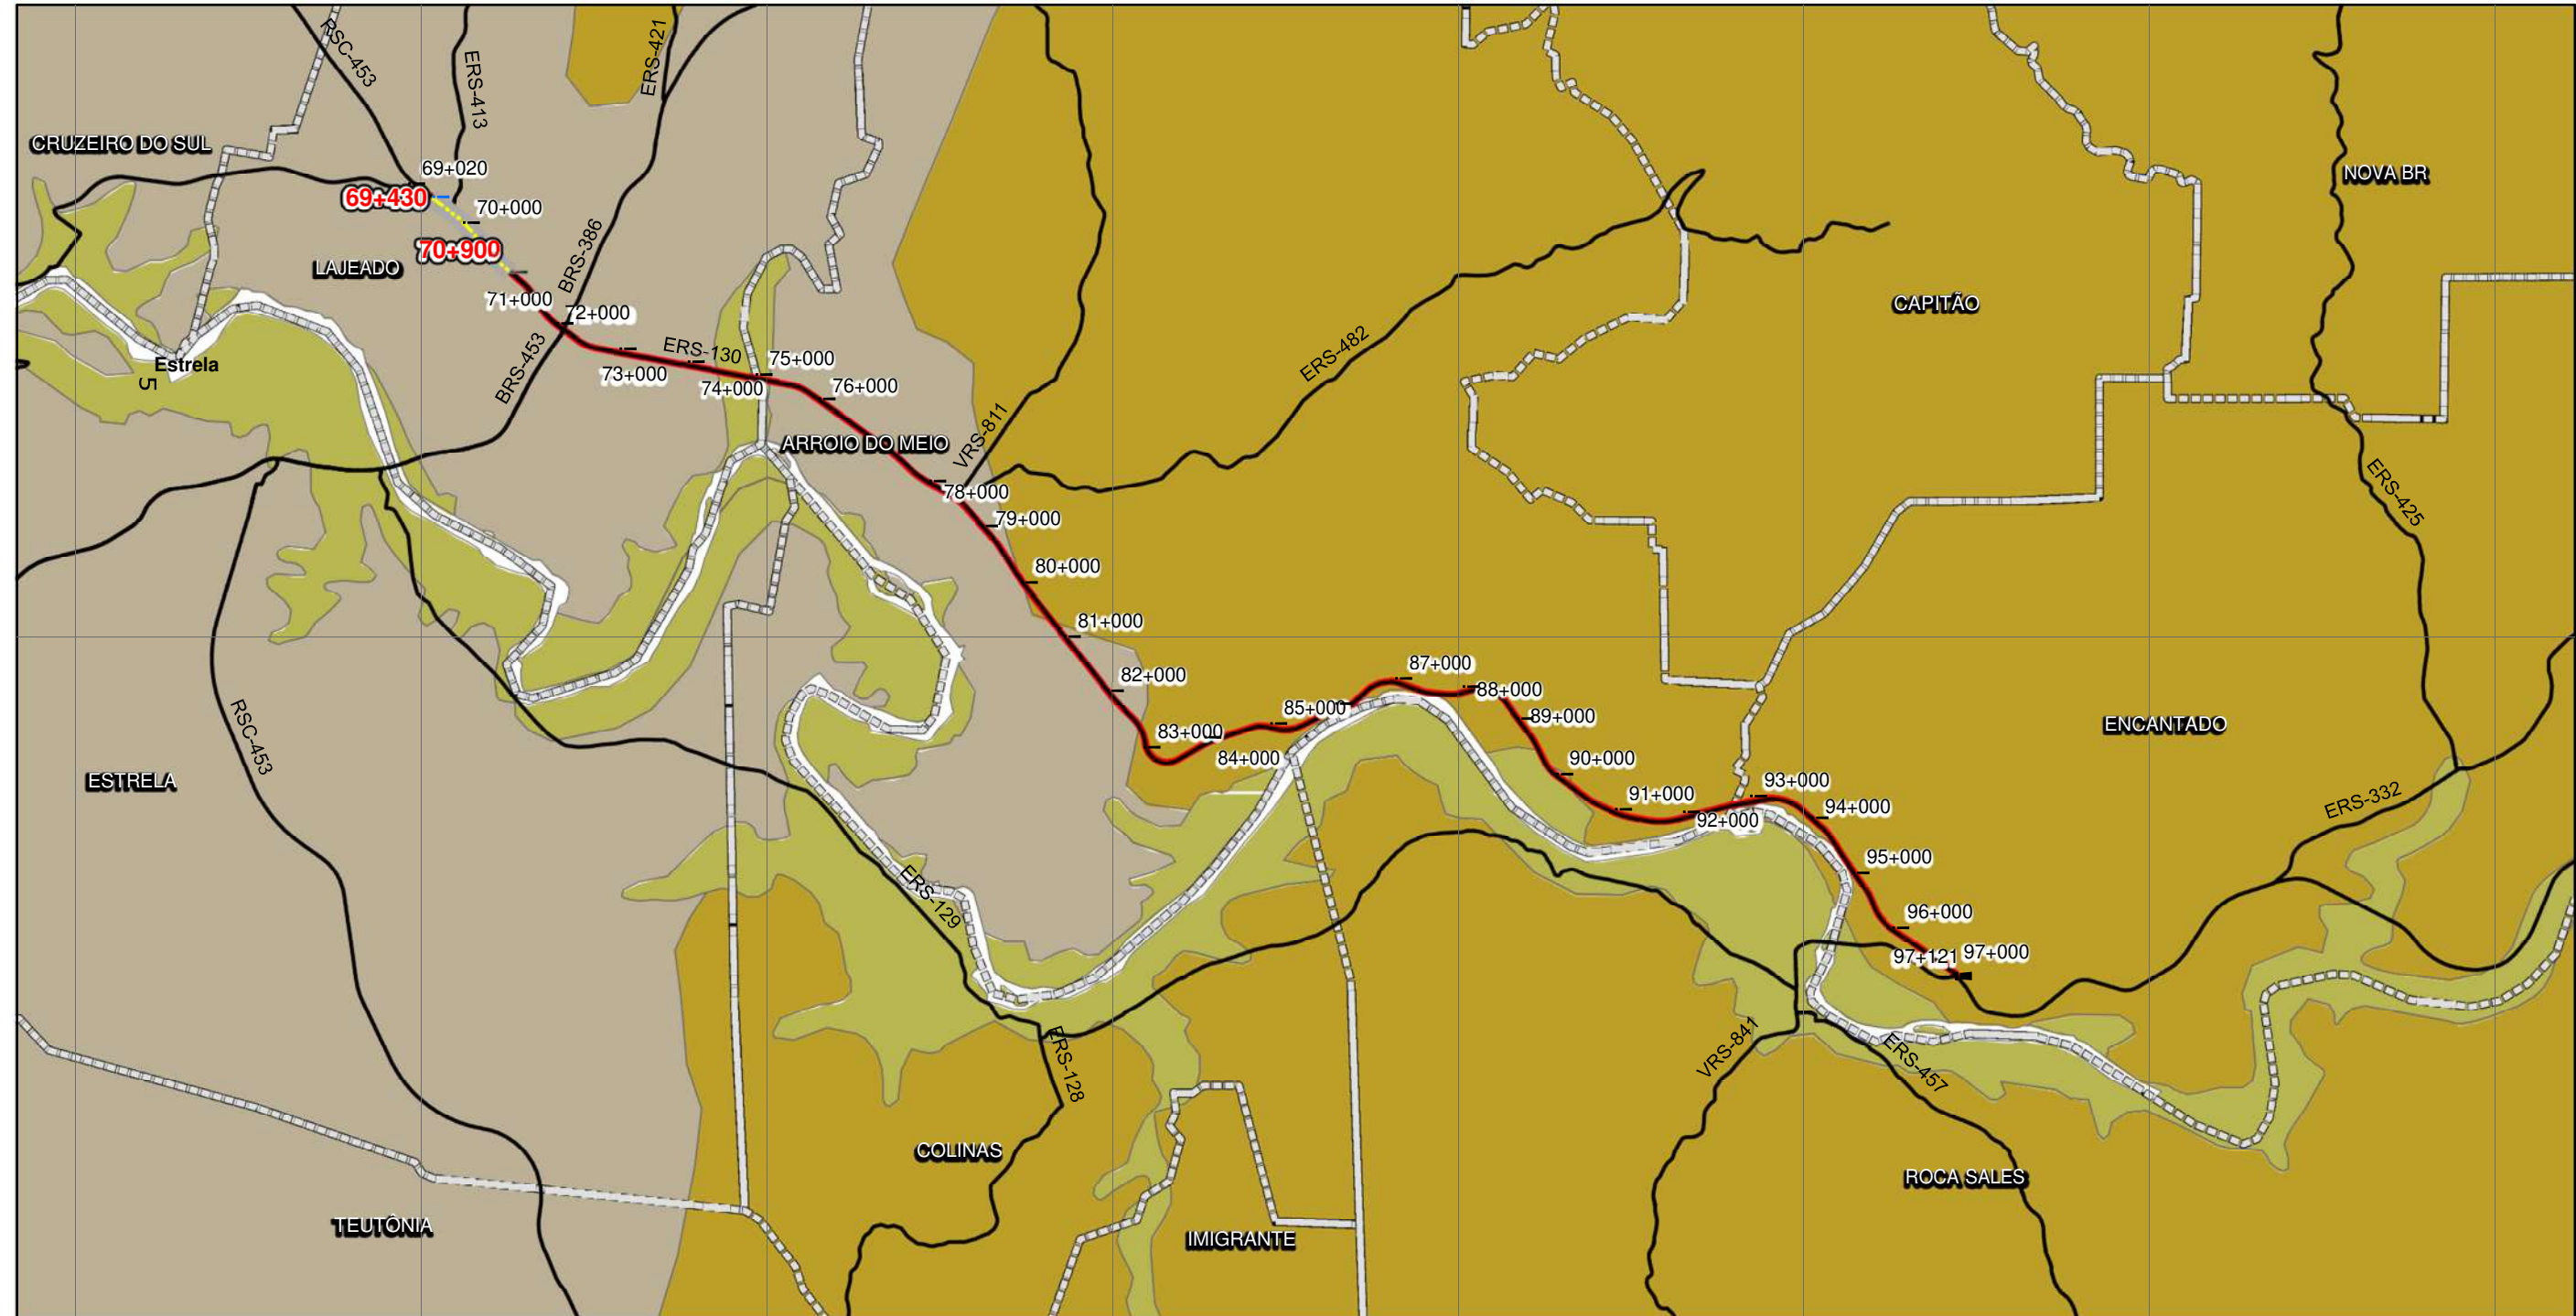 RSC-453
ERS-413
ERS-421
CRUZEIRO DO SUL
69+020
NOVA BR
69+430
70+000
70+900
LAJEADO
BRS-386
71+000
72+000
CAPITÃO
ERS-130
ERS-482
Estrela
5
BRS-453
73+000
74+000
75+000
76+000
VRS-811
ARROIO DO MEIO
78+000
ERS-425
79+000
80+000
81+000
87+000
82+000
88+000
85+000
89+000
ENCANTADO
83+000
RSC-453
84+000
90+000
ESTRELA
93+000
91+000
94+000
ERS-332
92+000
95+000
ERS-129
96+000
97+121
97+000
VRS-841
ERS-457
ERS-128
COLINAS
ROCA SALES
TEUTÔNIA
IMIGRANTE